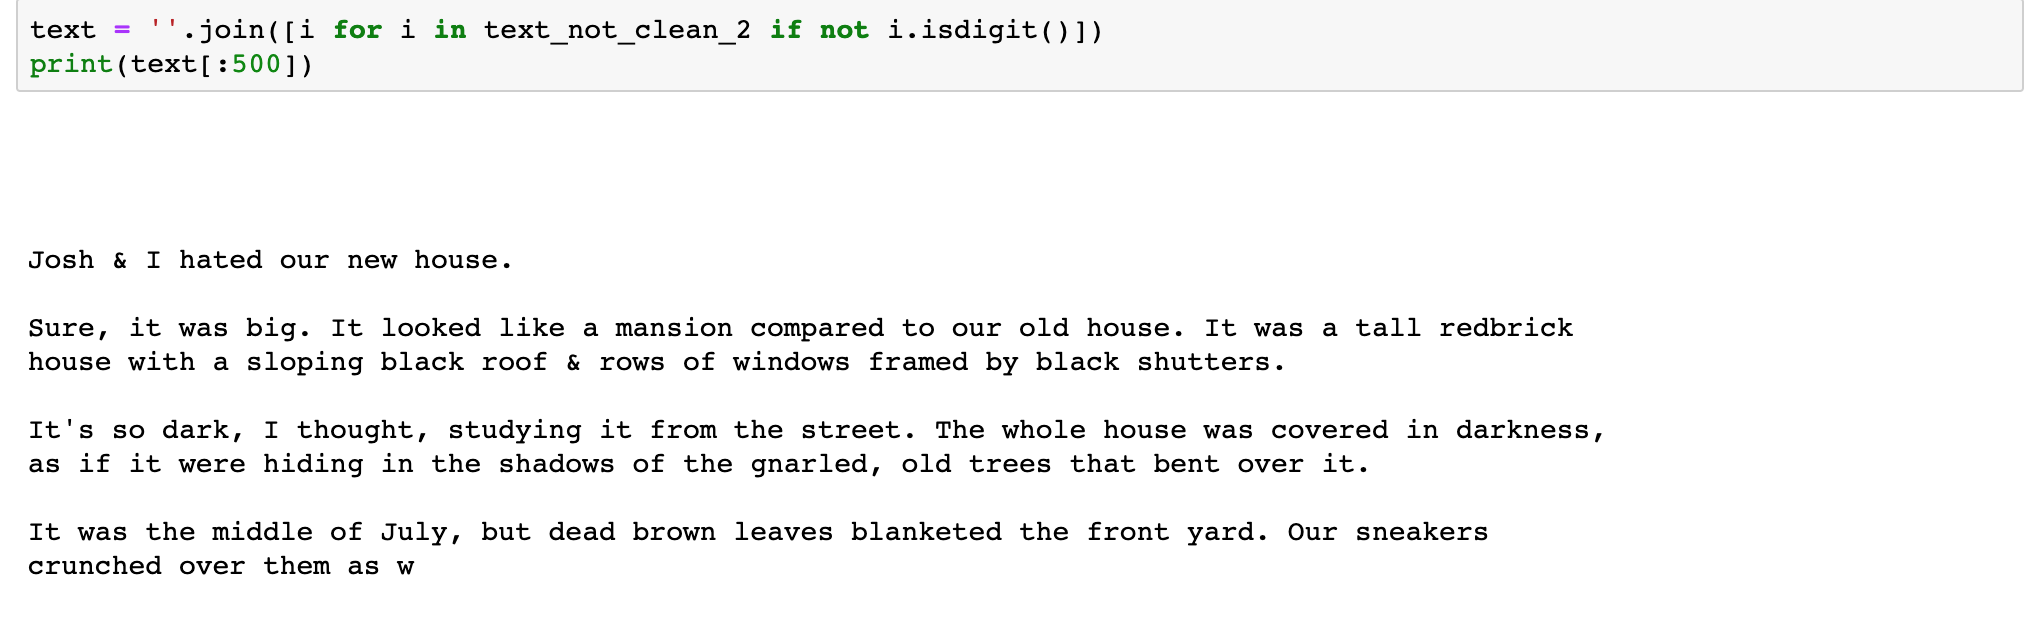 text = ''.join([i for i in text_not_clean_2 if not i.isdigit()])
print(text[:500])
Josh & I hated our new house.
Sure, it was big. It looked like a mansion compared to our old house. It was a tall redbrick
house with a sloping black roof & rows of windows framed by black shutters.
It's so dark, I thought, studying it from the street. The whole house was covered in darkness,
as if it were hiding in the shadows of the gnarled, old trees that bent over it.
It was the middle of July, but dead brown leaves blanketed the front yard. Our sneakers
crunched over them as w